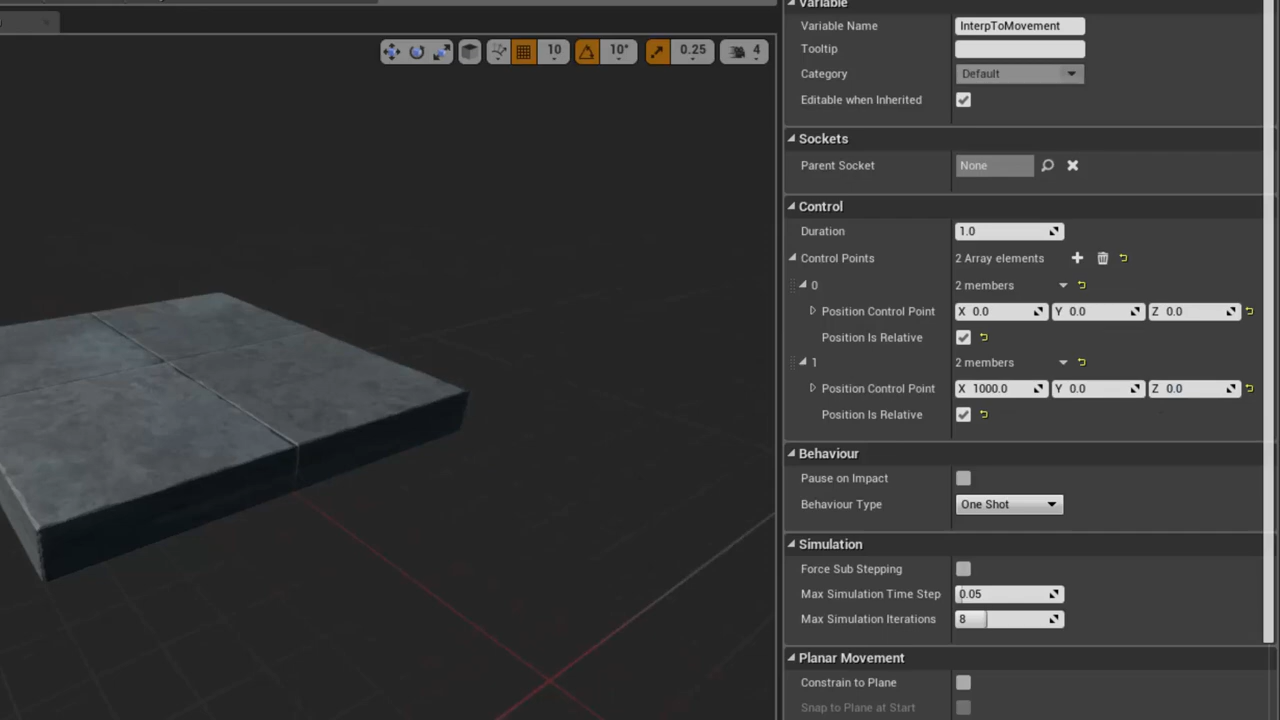 Variable
Variable Name InterpToMovement
Tooltip
Category Default
Editable when Inherited
10 10° 0.25 4
Sockets
Parent Socket None
Control
Duration 1.0
Control Points 2 Array elements
0 2 members
Position Control Point X 0.0 Y 0.0 Z 0.0
Position Is Relative
1 2 members
Position Control Point X 1000.0 Y 0.0 Z 0.0
Position Is Relative
Behaviour
Pause on Impact
Behaviour Type One Shot
Simulation
Force Sub Stepping
Max Simulation Time Step 0.05
Max Simulation Iterations 8
Planar Movement
Constrain to Plane
Snap to Plane at Start